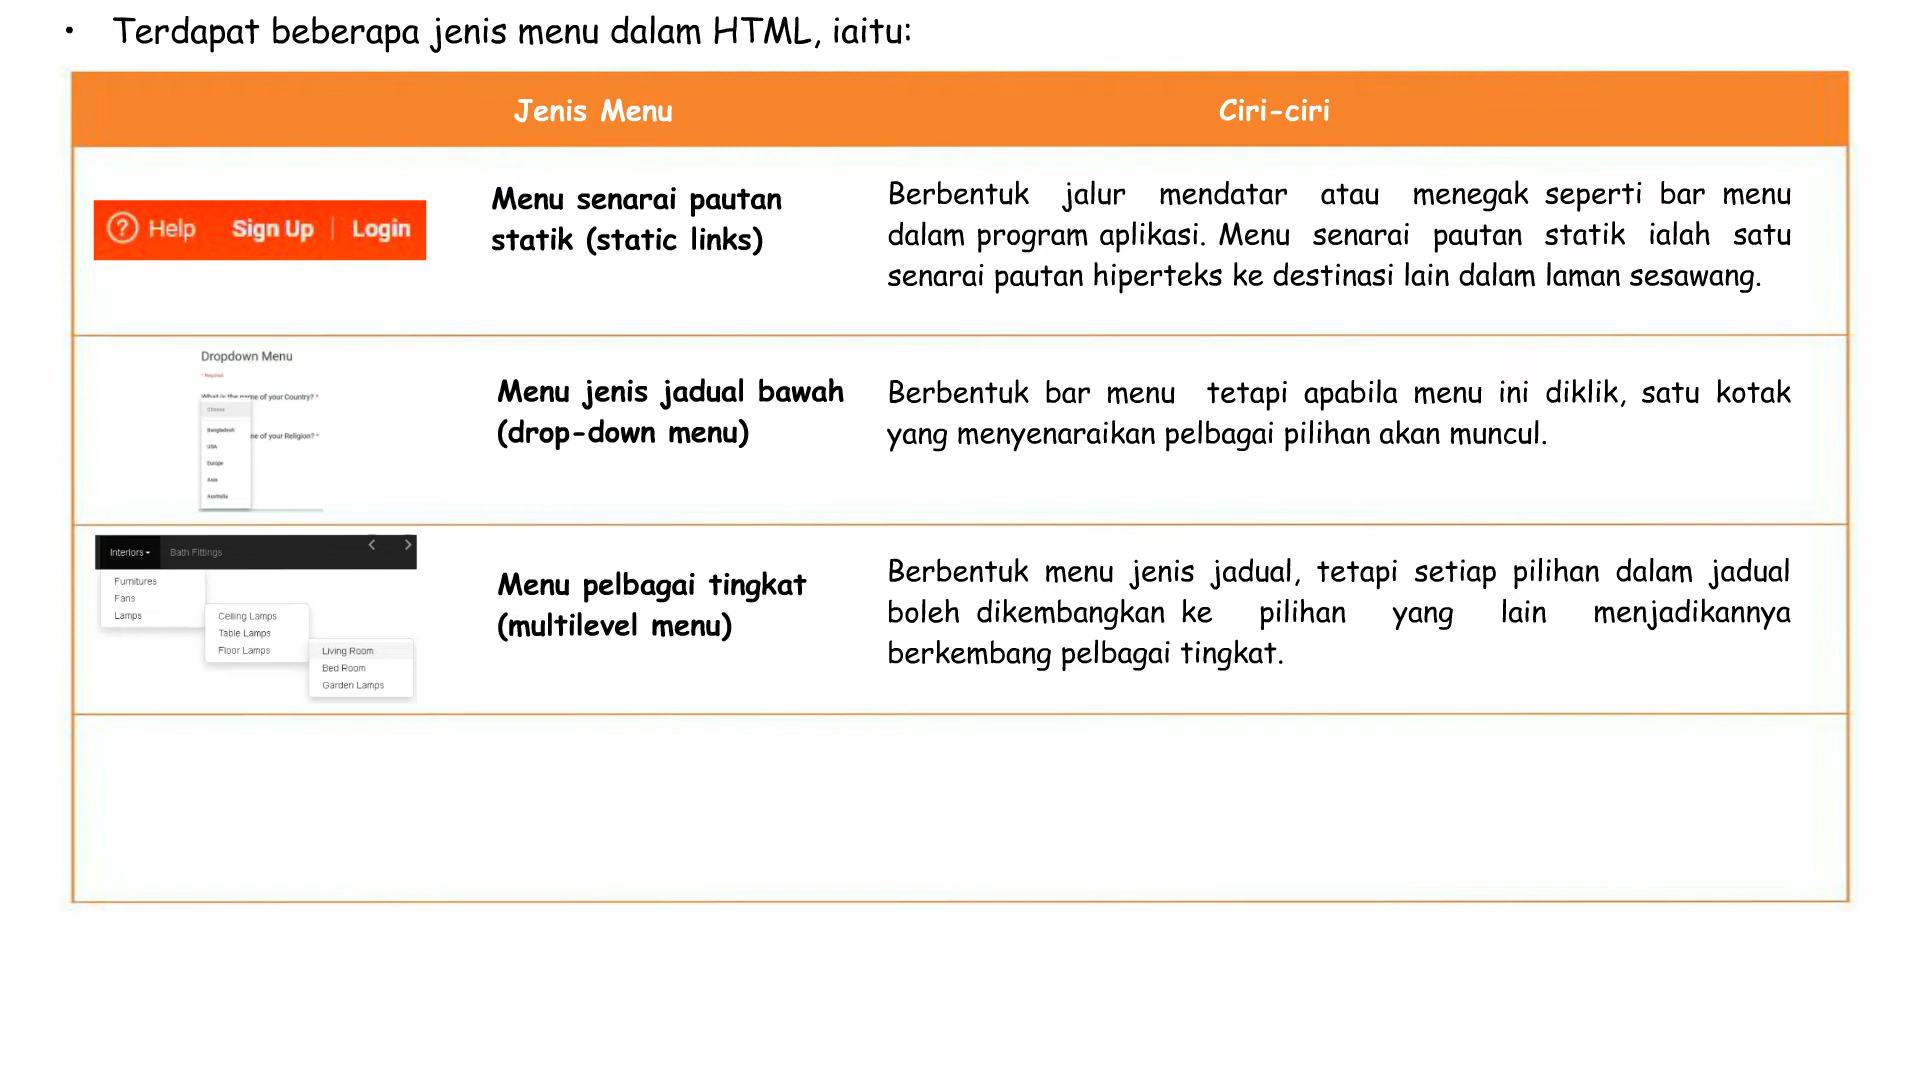 • Terdapat beberapa jenis menu dalam HTML, iaitu:
Jenis Menu
Ciri-ciri
? Help Sign Up | Login
Menu senarai pautan
statik (static links)
Berbentuk jalur mendatar atau menegak seperti bar menu
dalam program aplikasi. Menu senarai pautan statik ialah satu
senarai pautan hiperteks ke destinasi lain dalam laman sesawang.
Dropdown Menu
* Required
What is the name of your Country? *
Choose
Bangladesh
me of your Religion? *
USA
Europe
Asia
Australia
Menu jenis jadual bawah
(drop-down menu)
Berbentuk bar menu tetapi apabila menu ini diklik, satu kotak
yang menyenaraikan pelbagai pilihan akan muncul.
Interiors Bath Fittings < >
Furnitures
Fans
Lamps
Ceiling Lamps
Table Lamps
Floor Lamps
Living Room
Bed Room
Garden Lamps
Menu pelbagai tingkat
(multilevel menu)
Berbentuk menu jenis jadual, tetapi setiap pilihan dalam jadual
boleh dikembangkan ke pilihan yang lain menjadikannya
berkembang pelbagai tingkat.